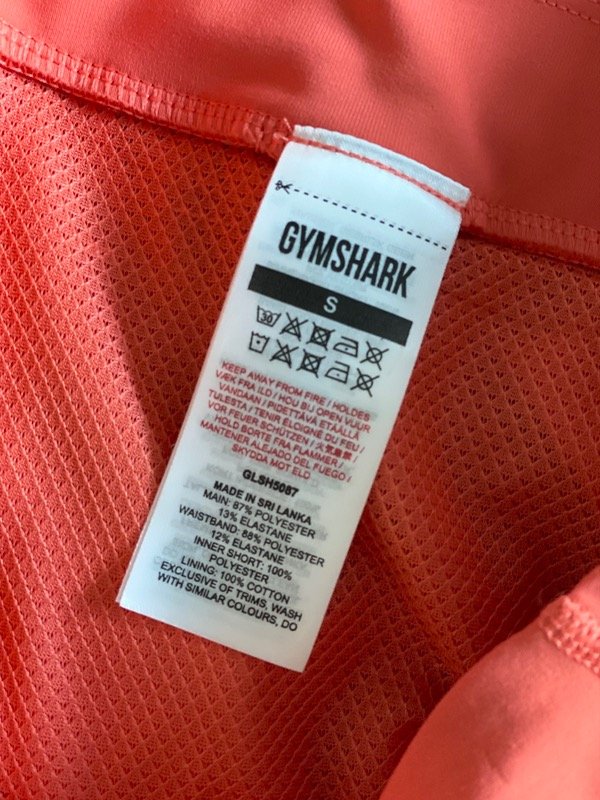 GYMSHARK
S
30
KEEP AWAY FROM FIRE / HOLDES
VÆK FRA ILD / HOU BIJ OPEN VUUR
VANDAAN / PIDETTÄVÄ ETÄÄLLÄ
TULESTA / TENIR ÉLOIGNE DU FEU /
VOR FEUER SCHÜTZEN / 火気厳禁 /
HOLD BORTE FRA FLAMMER /
MANTENER ALEJADO DEL FUEGO /
SKYDDA MOT ELD
GLSH5087
MADE IN SRI LANKA
MAIN: 87% POLYESTER
13% ELASTANE
WAISTBAND: 88% POLYESTER
12% ELASTANE
INNER SHORT: 100%
POLYESTER
LINING: 100% COTTON
EXCLUSIVE OF TRIMS, WASH
WITH SIMILAR COLOURS, DO